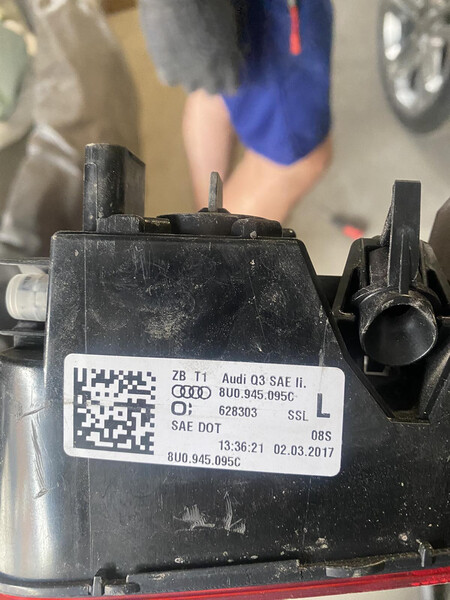 ZB T1 Audi Q3 SAE li.
8U0.945.095C
628303 SSL L
SAE DOT 08S
13:36:21 02.03.2017
8U0.945.095C